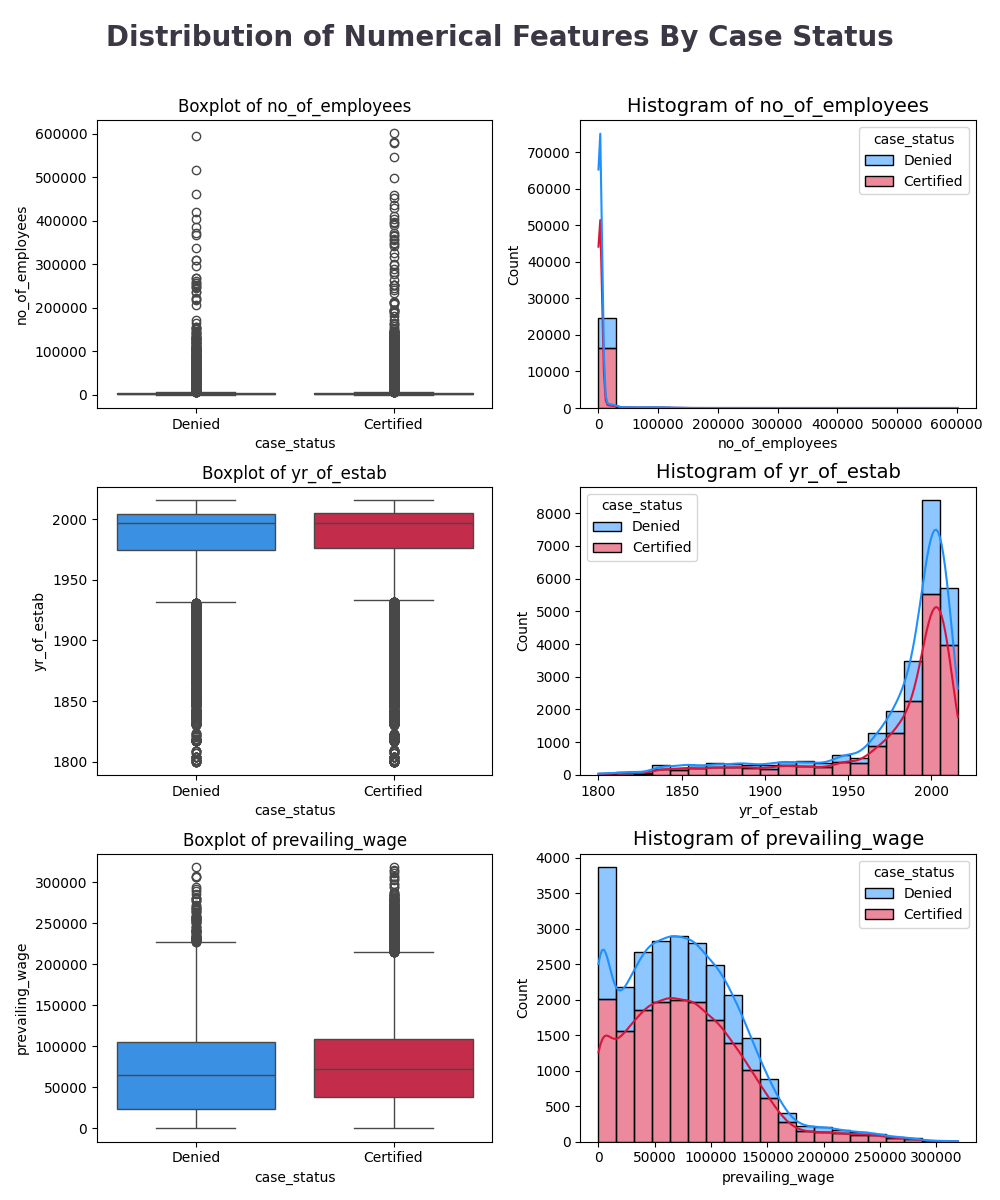 Distribution of Numerical Features By Case Status
Boxplot of no_of_employees
600000
500000
400000
300000
200000
100000
0
no_of_employees
Denied
Certified
case_status
Histogram of no_of_employees
case_status
Denied
Certified
70000
60000
50000
40000
30000
20000
10000
0
Count
0
100000
200000
300000
400000
500000
600000
no_of_employees
Boxplot of yr_of_estab
2000
1950
1900
1850
1800
yr_of_estab
Denied
Certified
case_status
Histogram of yr_of_estab
case_status
Denied
Certified
8000
7000
6000
5000
4000
3000
2000
1000
0
Count
1800
1850
1900
1950
2000
yr_of_estab
Boxplot of prevailing_wage
300000
250000
200000
150000
100000
50000
0
prevailing_wage
Denied
Certified
case_status
Histogram of prevailing_wage
case_status
Denied
Certified
4000
3500
3000
2500
2000
1500
1000
500
0
Count
0
50000
100000
150000
200000
250000
300000
prevailing_wage